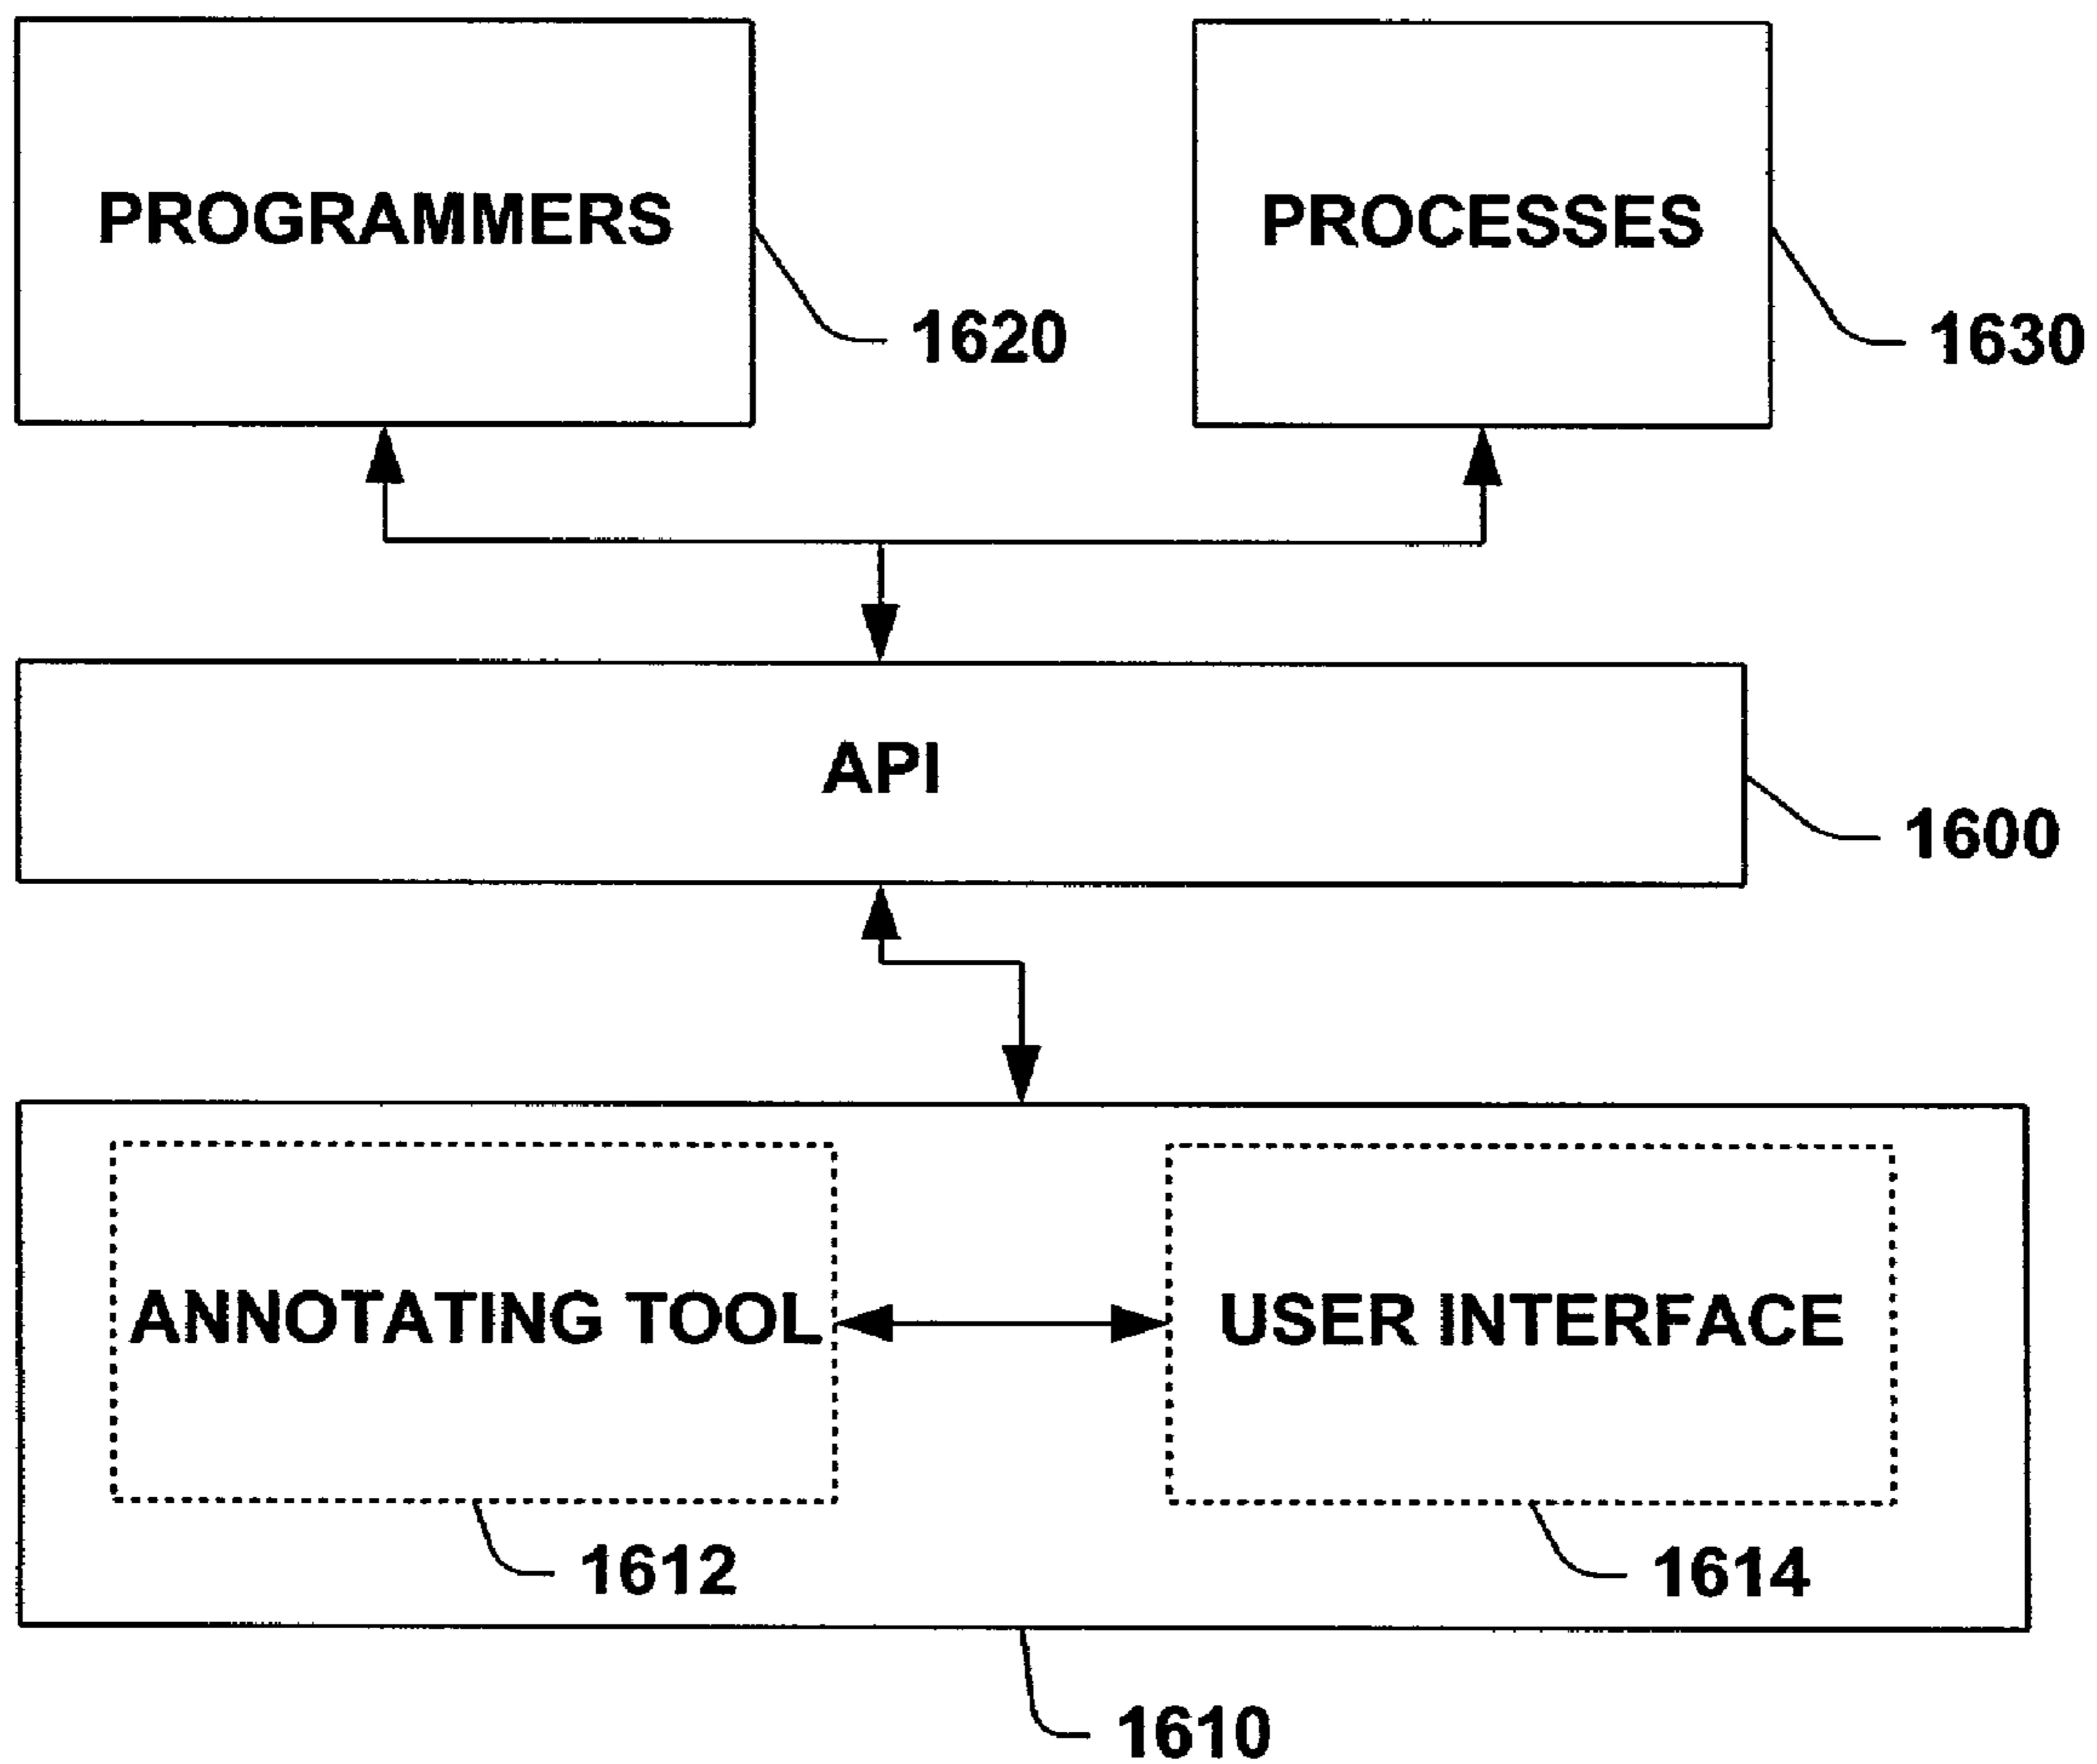 PROGRAMMERS
PROCESSES
1620
1630
API
1600
ANNOTATING TOOL
USER INTERFACE
1612
1614
1610